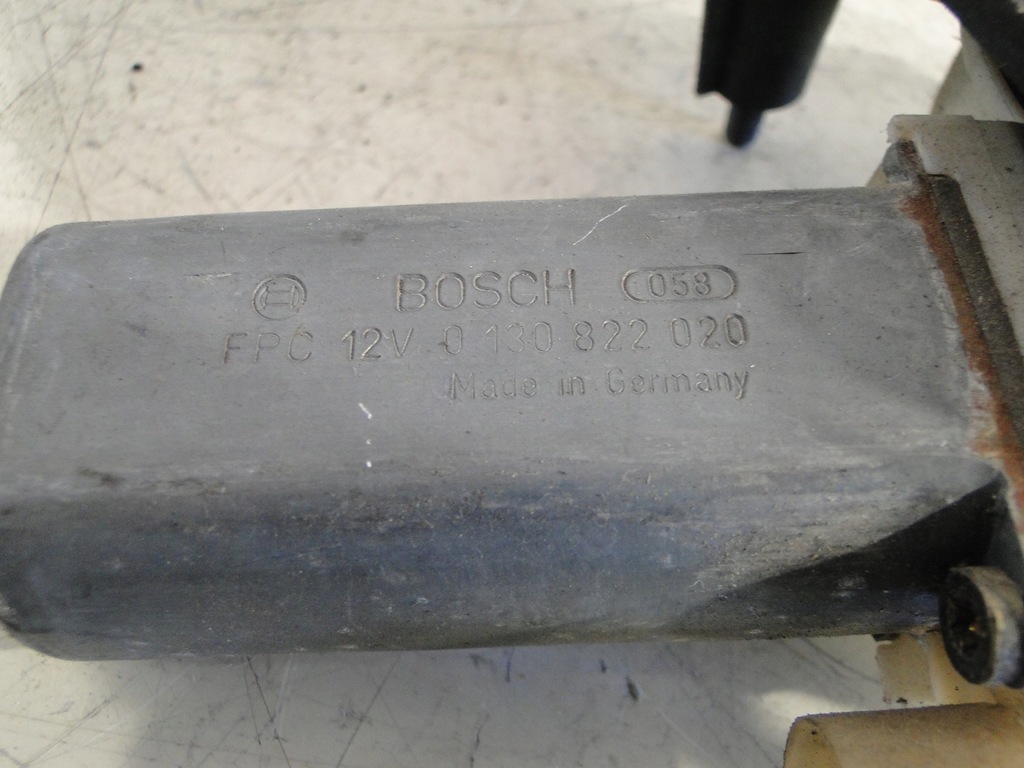 BOSCH 058
FPC 12V 0 130 822 020
Made in Germany